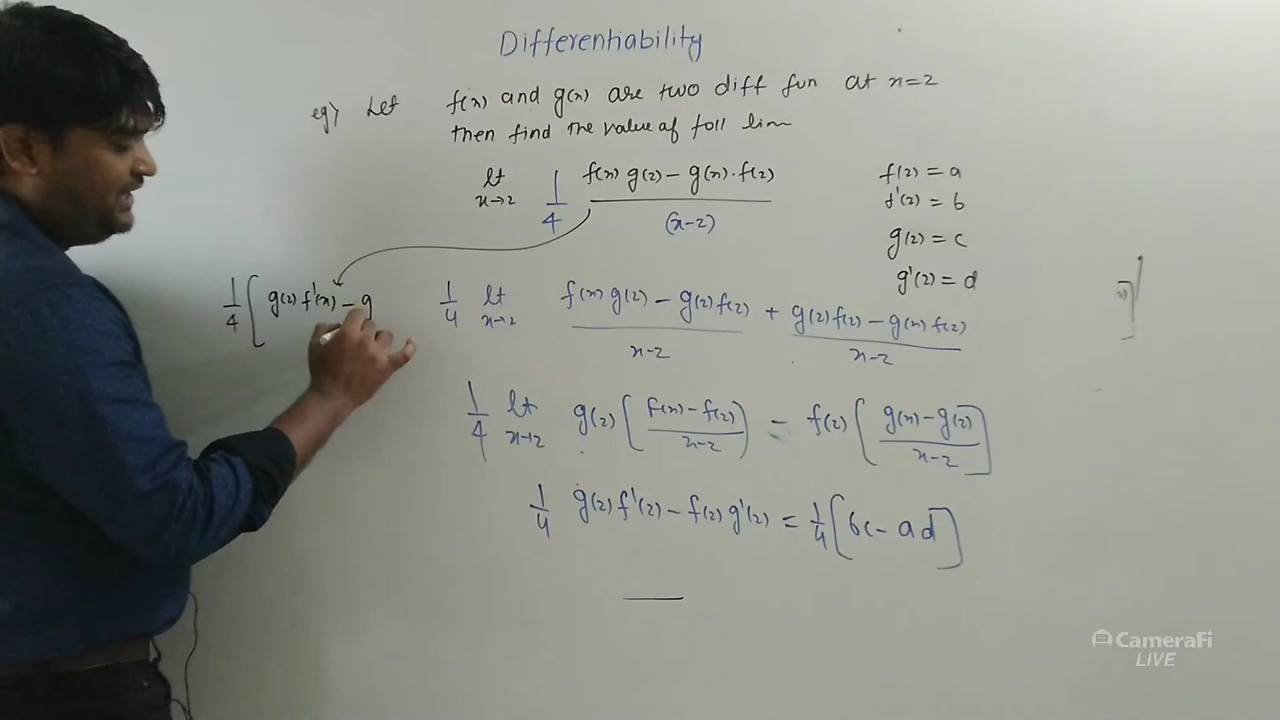 Differentiability
eg) Let f(x) and g(x) are two diff fun at x=2
then find the value of foll lim
lt x→2 1/4 f(x) g(2) - g(x)·f(2) / (x-2)
f(2) = a
f'(2) = b
g(2) = c
g'(2) = d
1/4 [ g(2) f'(x) - g
1/4 lt x→2 f(x) g(2) - g(2) f(2) / x-2 + g(2) f(2) - g(x) f(2) / x-2
1/4 lt x→2 g(2) [ f(x) - f(2) / x-2 ) - f(2) [ g(x) - g(2) / x-2 ]
1/4 g(2) f'(2) - f(2) g'(2) = 1/4 [ bc - ad ]
CameraFi
LIVE